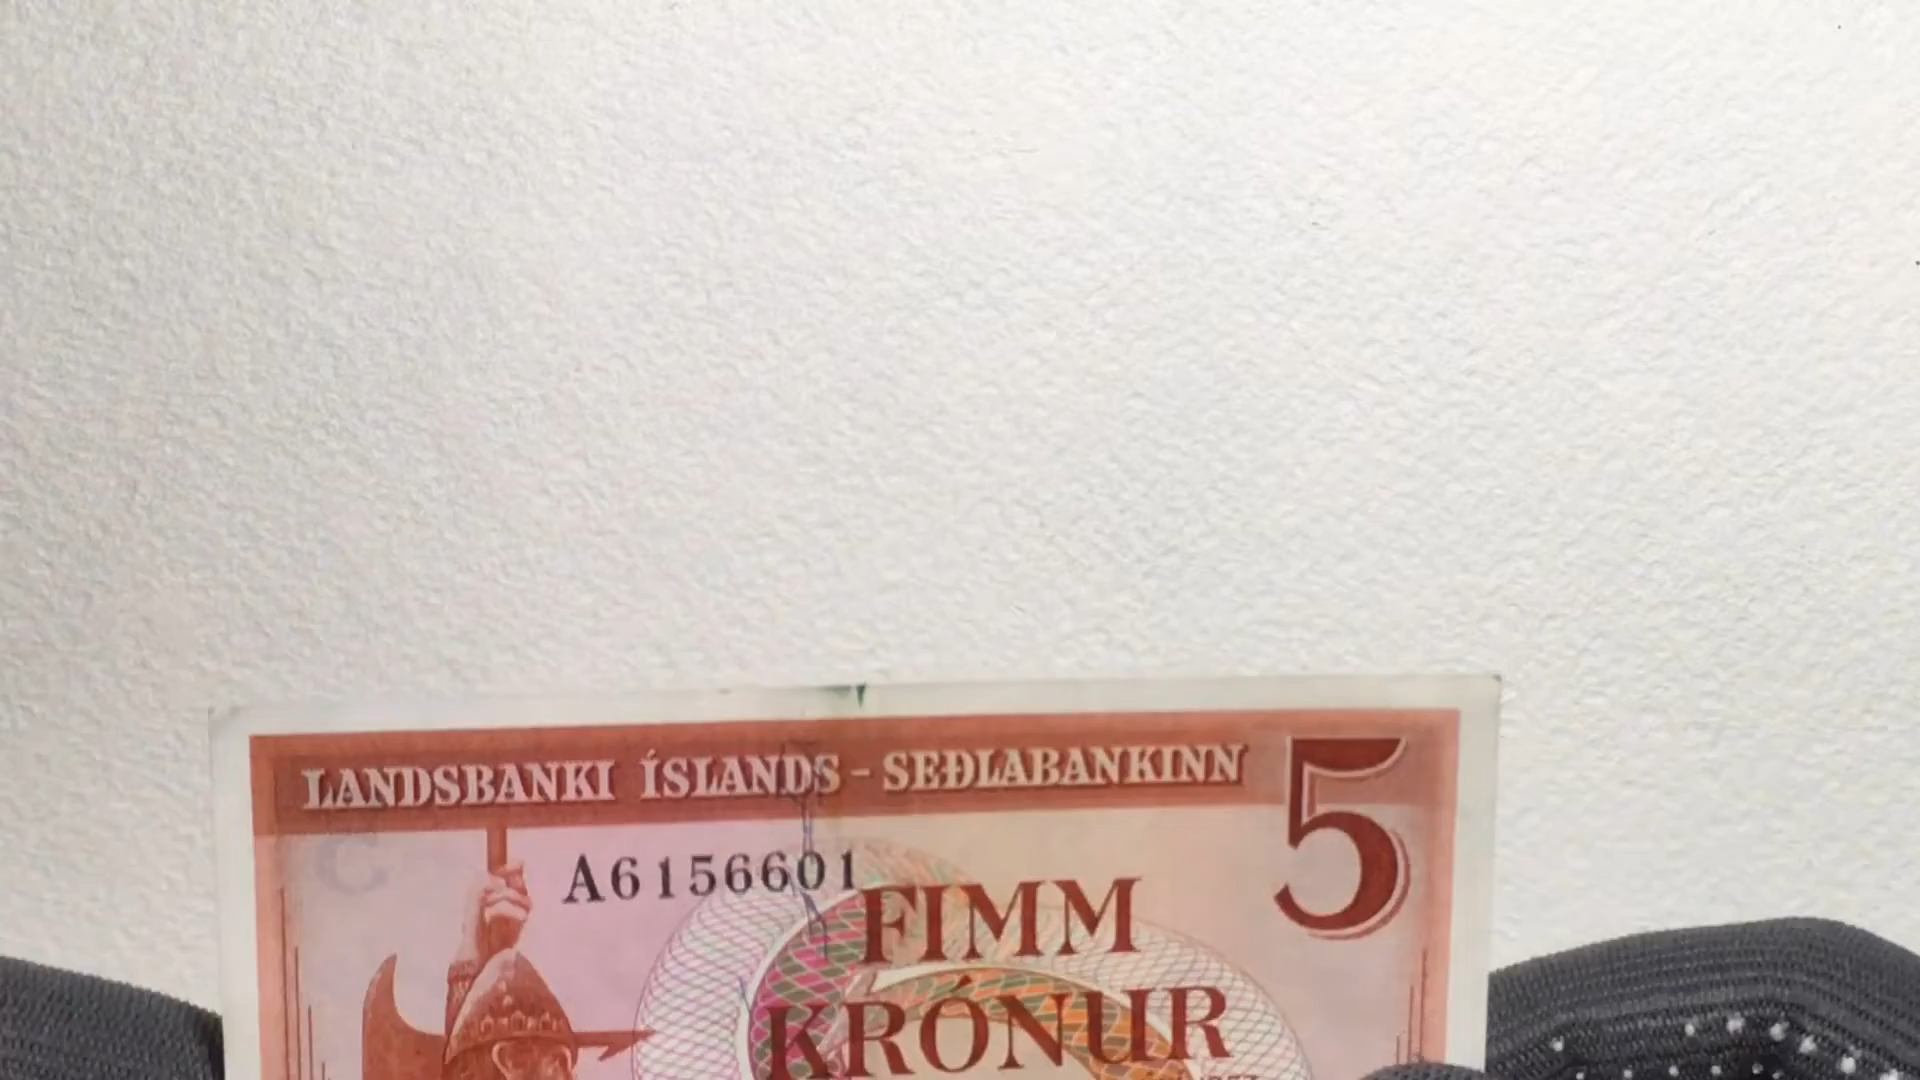 LANDSBANKI ÍSLANDS - SEÐLABANKINN
5
A6156601
FIMM
KRÓNUR